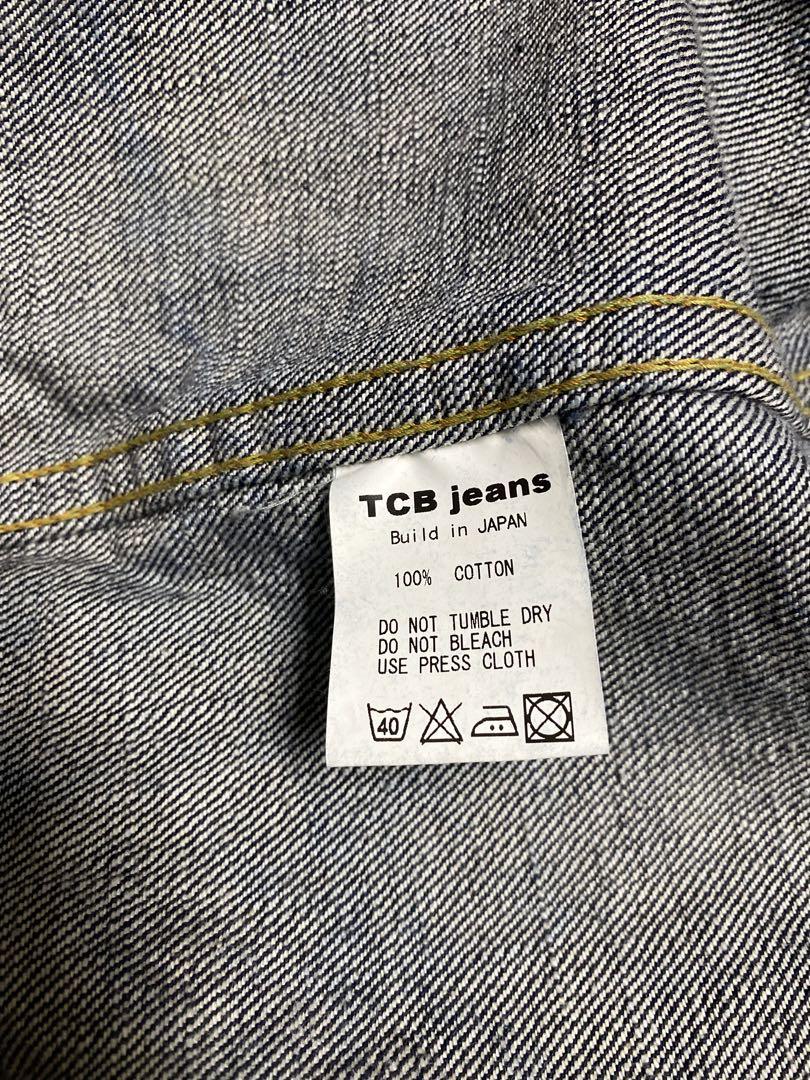 TCB jeans
Build in JAPAN
100% COTTON
DO NOT TUMBLE DRY
DO NOT BLEACH
USE PRESS CLOTH
40